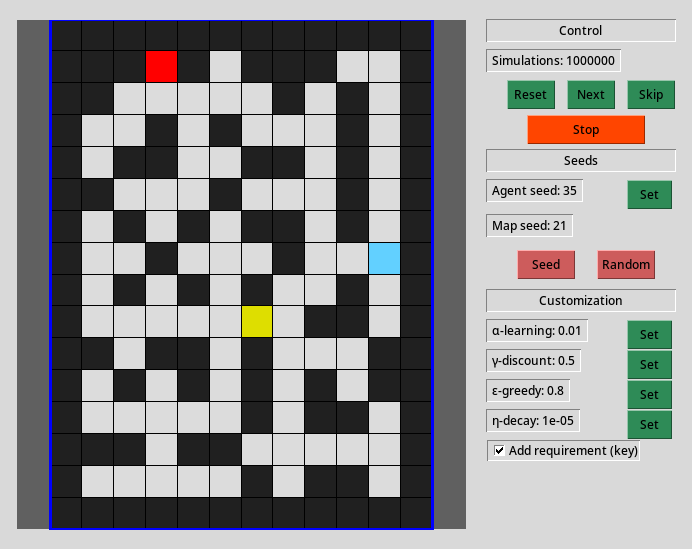 Control
Simulations: 1000000
Reset Next Skip
Stop
Seeds
Agent seed: 35 Set
Map seed: 21
Seed Random
Customization
α-learning: 0.01 Set
γ-discount: 0.5 Set
ε-greedy: 0.8 Set
η-decay: 1e-05 Set
Add requirement (key)